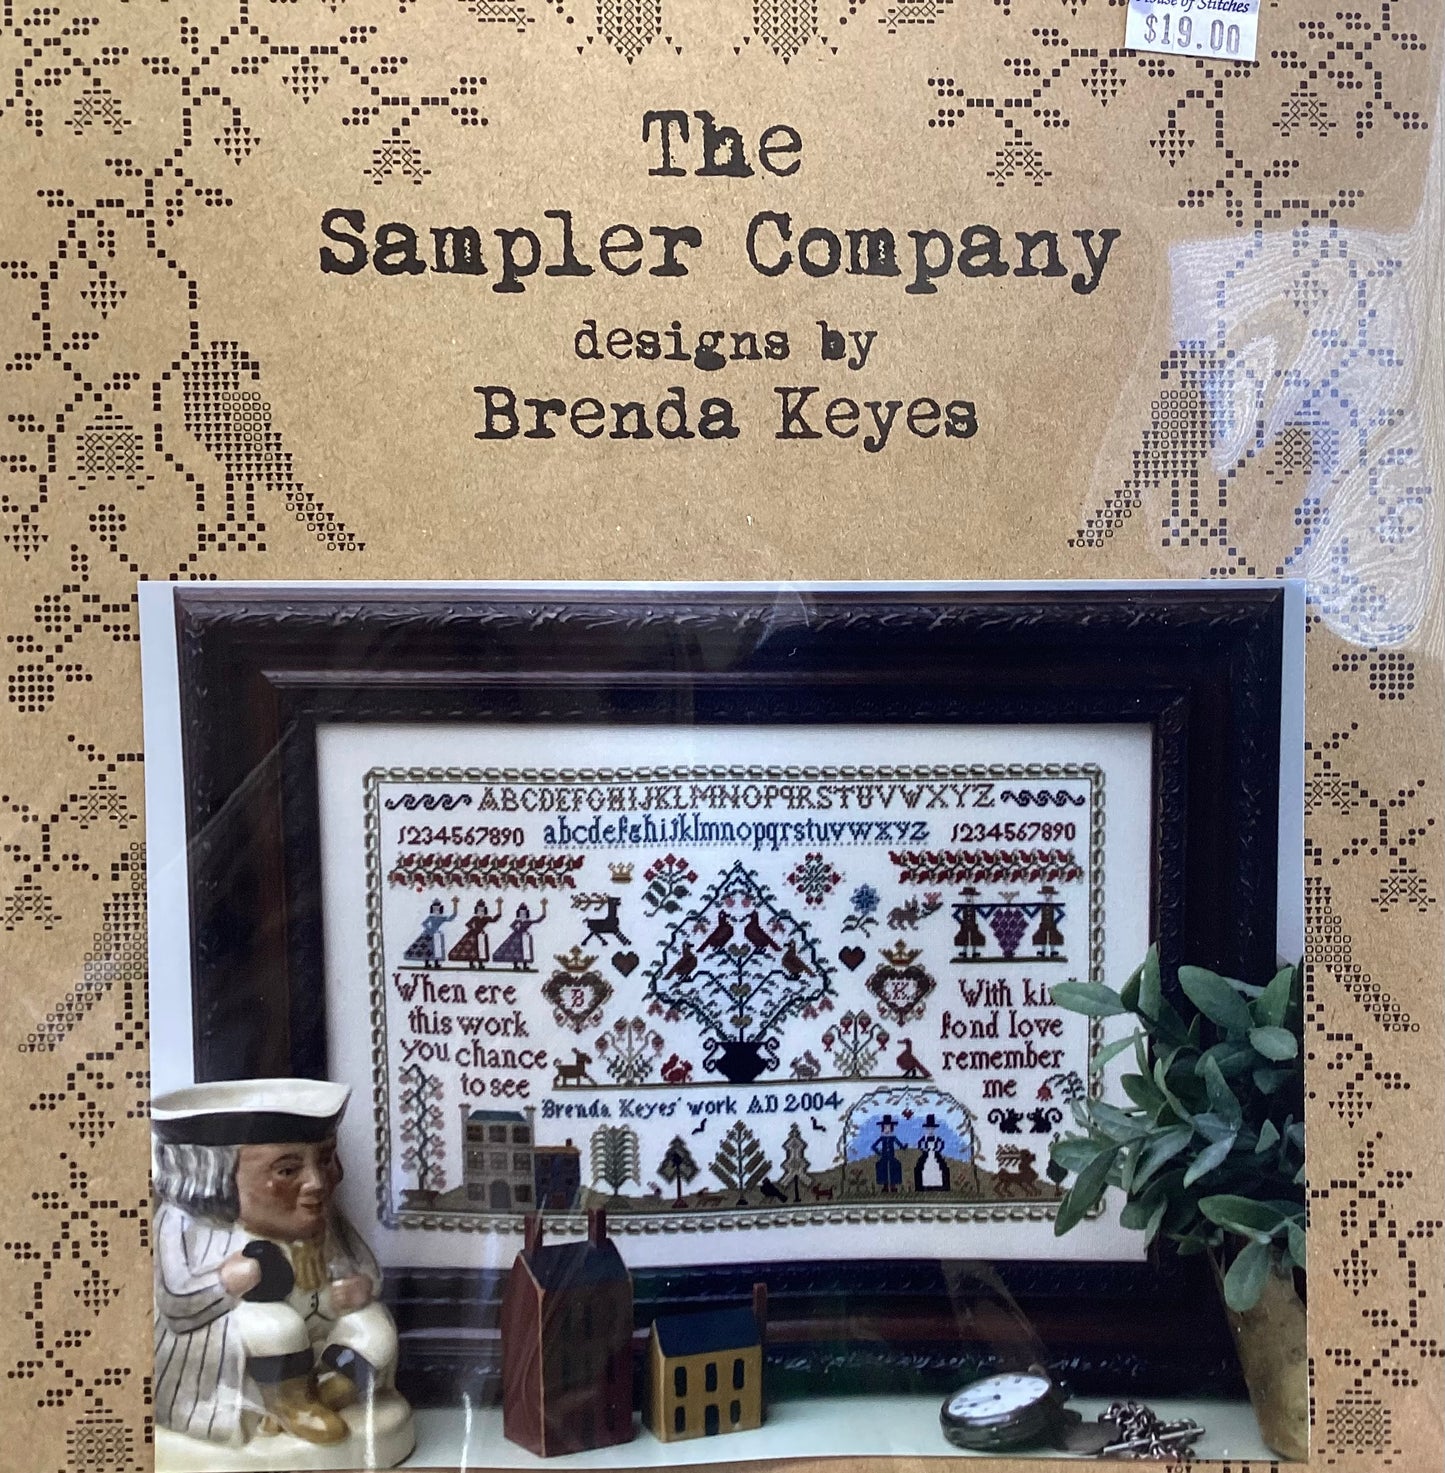 House of Stitches
$19.00
The
Sampler Company
designs by
Brenda Keyes
ABCDEFGHIJKLMNOPQRSTUVWXYZ
1234567890 abcdefghijklmnopqrstuvwxyz 1234567890
B K
When ere
this work
you chance
to see
With
fond love
remember
me
Brenda Keyes' work AD 2004